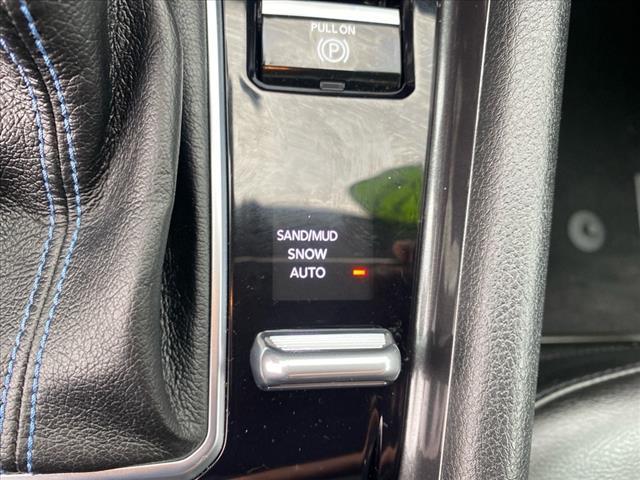 PULL ON
(P)
SAND/MUD
SNOW
AUTO